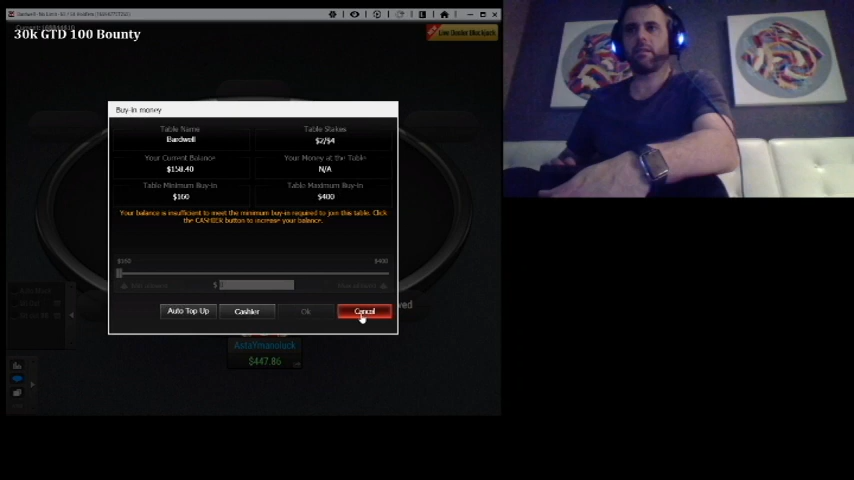 30k GTD 100 Bounty
Live Dealer Blackjack
Buy-in money
Table Name
Bardwell
Table Stakes
$2/$4
Your Current Balance
$158.40
Your Money at the Table
N/A
Table Minimum Buy-in
$160
Table Maximum Buy-in
$400
Your balance is insufficient to meet the minimum buy-in required to join this table. Click
the CASHIER button to increase your balance.
$160
$400
$
Auto Top Up
Cashier
Ok
Cancel
AstaYmanoluck
$447.86